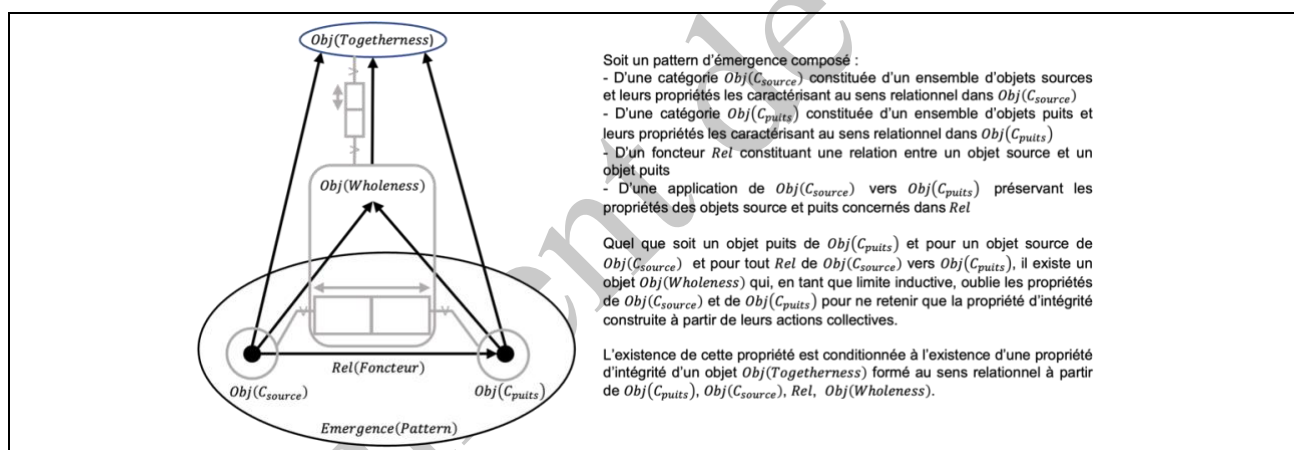 Obj(Togetherness)
Obj(Wholeness)
Rel(Foncteur)
Obj(C_source)
Obj(C_puits)
Emergence(Pattern)
Soit un pattern d'émergence composé :
- D'une catégorie Obj(C_source) constituée d'un ensemble d'objets sources
et leurs propriétés les caractérisant au sens relationnel dans Obj(C_source)
- D'une catégorie Obj(C_puits) constituée d'un ensemble d'objets puits et
leurs propriétés les caractérisant au sens relationnel dans Obj(C_puits)
- D'un foncteur Rel constituant une relation entre un objet source et un
objet puits
- D'une application de Obj(C_source) vers Obj(C_puits) préservant les
propriétés des objets source et puits concernés dans Rel
Quel que soit un objet puits de Obj(C_puits) et pour un objet source de
Obj(C_source) et pour tout Rel de Obj(C_source) vers Obj(C_puits), il existe un
objet Obj(Wholeness) qui, en tant que limite inductive, oublie les propriétés
de Obj(C_source) et de Obj(C_puits) pour ne retenir que la propriété d'intégrité
construite à partir de leurs actions collectives.
L'existence de cette propriété est conditionnée à l'existence d'une propriété
d'intégrité d'un objet Obj(Togetherness) formé au sens relationnel à partir
de Obj(C_puits), Obj(C_source), Rel, Obj(Wholeness).